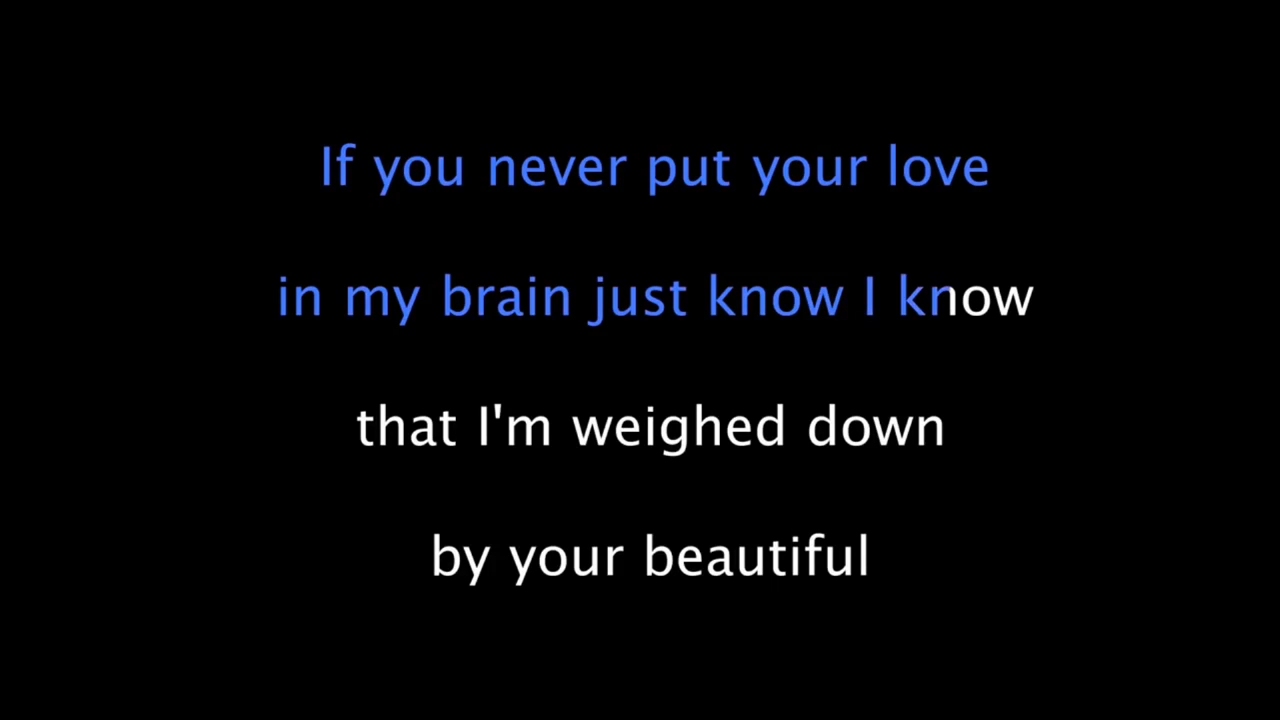 If you never put your love
in my brain just know I know
that I'm weighed down
by your beautiful